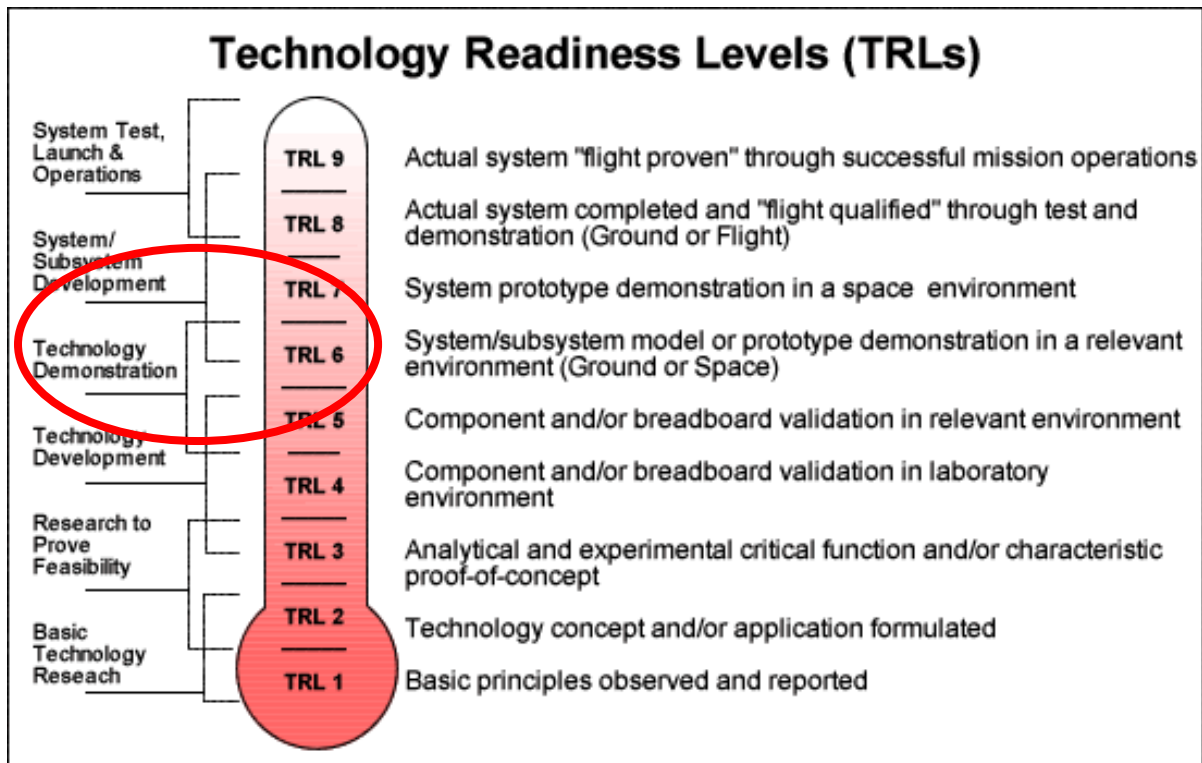 Technology Readiness Levels (TRLs)
System Test,
Launch &
Operations
System/
Subsystem
Development
Technology
Demonstration
Technology
Development
Research to
Prove
Feasibility
Basic
Technology
Reseach
TRL 9
TRL 8
TRL 7
TRL 6
TRL 5
TRL 4
TRL 3
TRL 2
TRL 1
Actual system "flight proven" through successful mission operations
Actual system completed and "flight qualified" through test and
demonstration (Ground or Flight)
System prototype demonstration in a space environment
System/subsystem model or prototype demonstration in a relevant
environment (Ground or Space)
Component and/or breadboard validation in relevant environment
Component and/or breadboard validation in laboratory
environment
Analytical and experimental critical function and/or characteristic
proof-of-concept
Technology concept and/or application formulated
Basic principles observed and reported